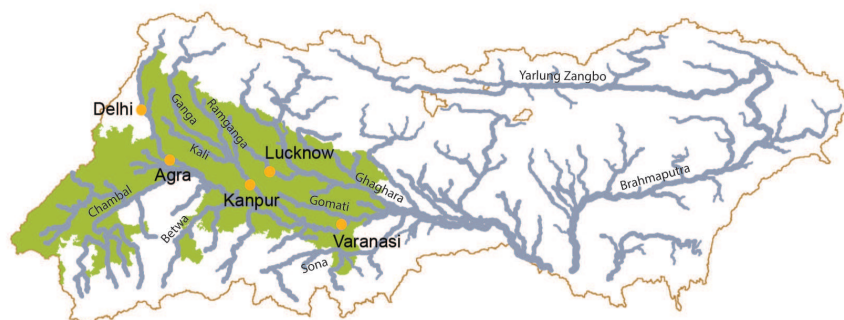 Yarlung Zangbo
Delhi
Ganga
Ramganga
Kali
Lucknow
Agra
Ghaghara
Brahmaputra
Chambal
Kanpur
Gomati
Betwa
Varanasi
Sona